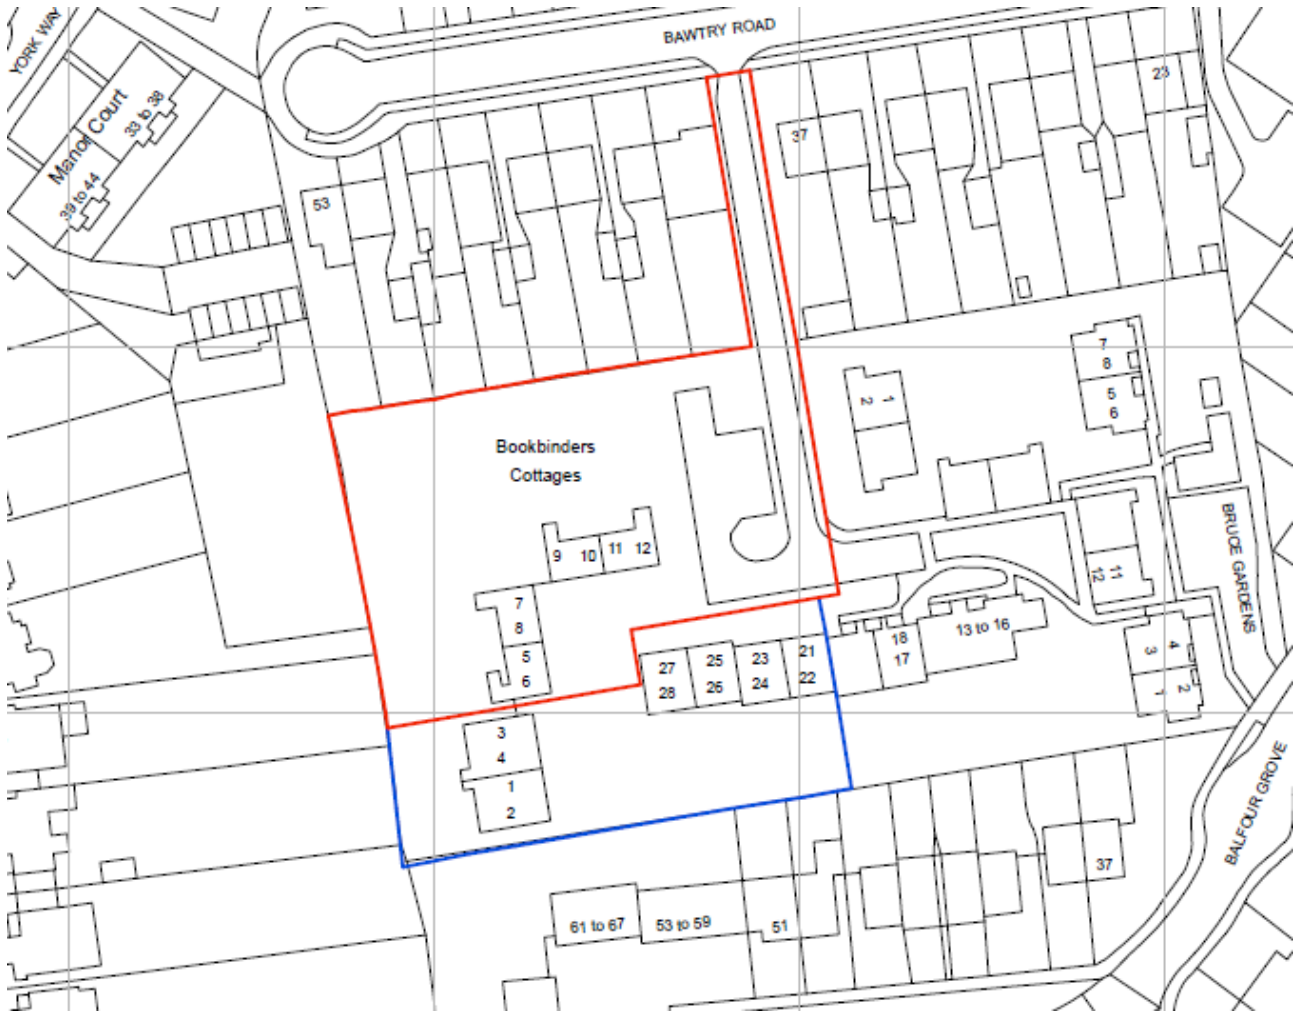 YORK WAY
BAWTRY ROAD
Manor Court
33 to 38
39 to 44
23
37
53
7
8
5
6
1
2
Bookbinders
Cottages
BRUCE GARDENS
9 10 11 12
11
12
7
8
5
6
13 to 16
18
17
21
22
23
24
25
26
27
28
4
3
2
1
3
4
1
2
BALFOUR GROVE
37
61 to 67
53 to 59
51